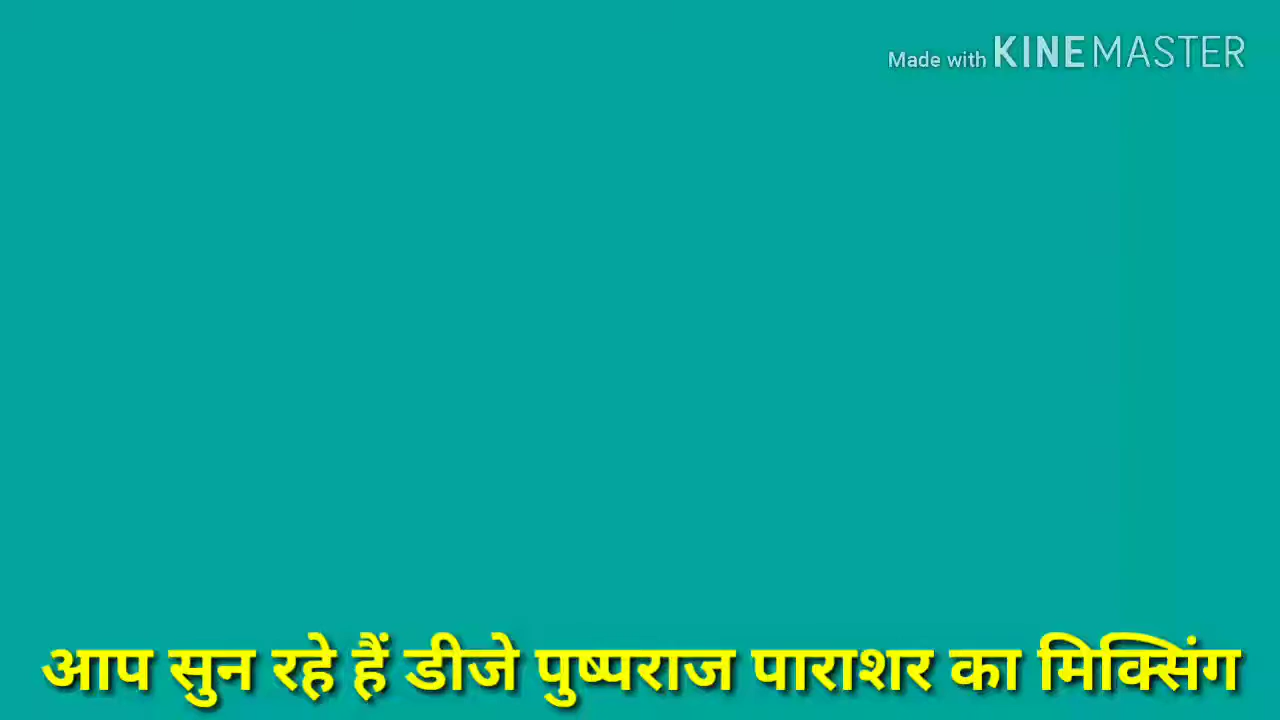 Made with KINEMASTER
आप सुन रहे हैं डीजे पुष्पराज पाराशर का मिक्सिंग